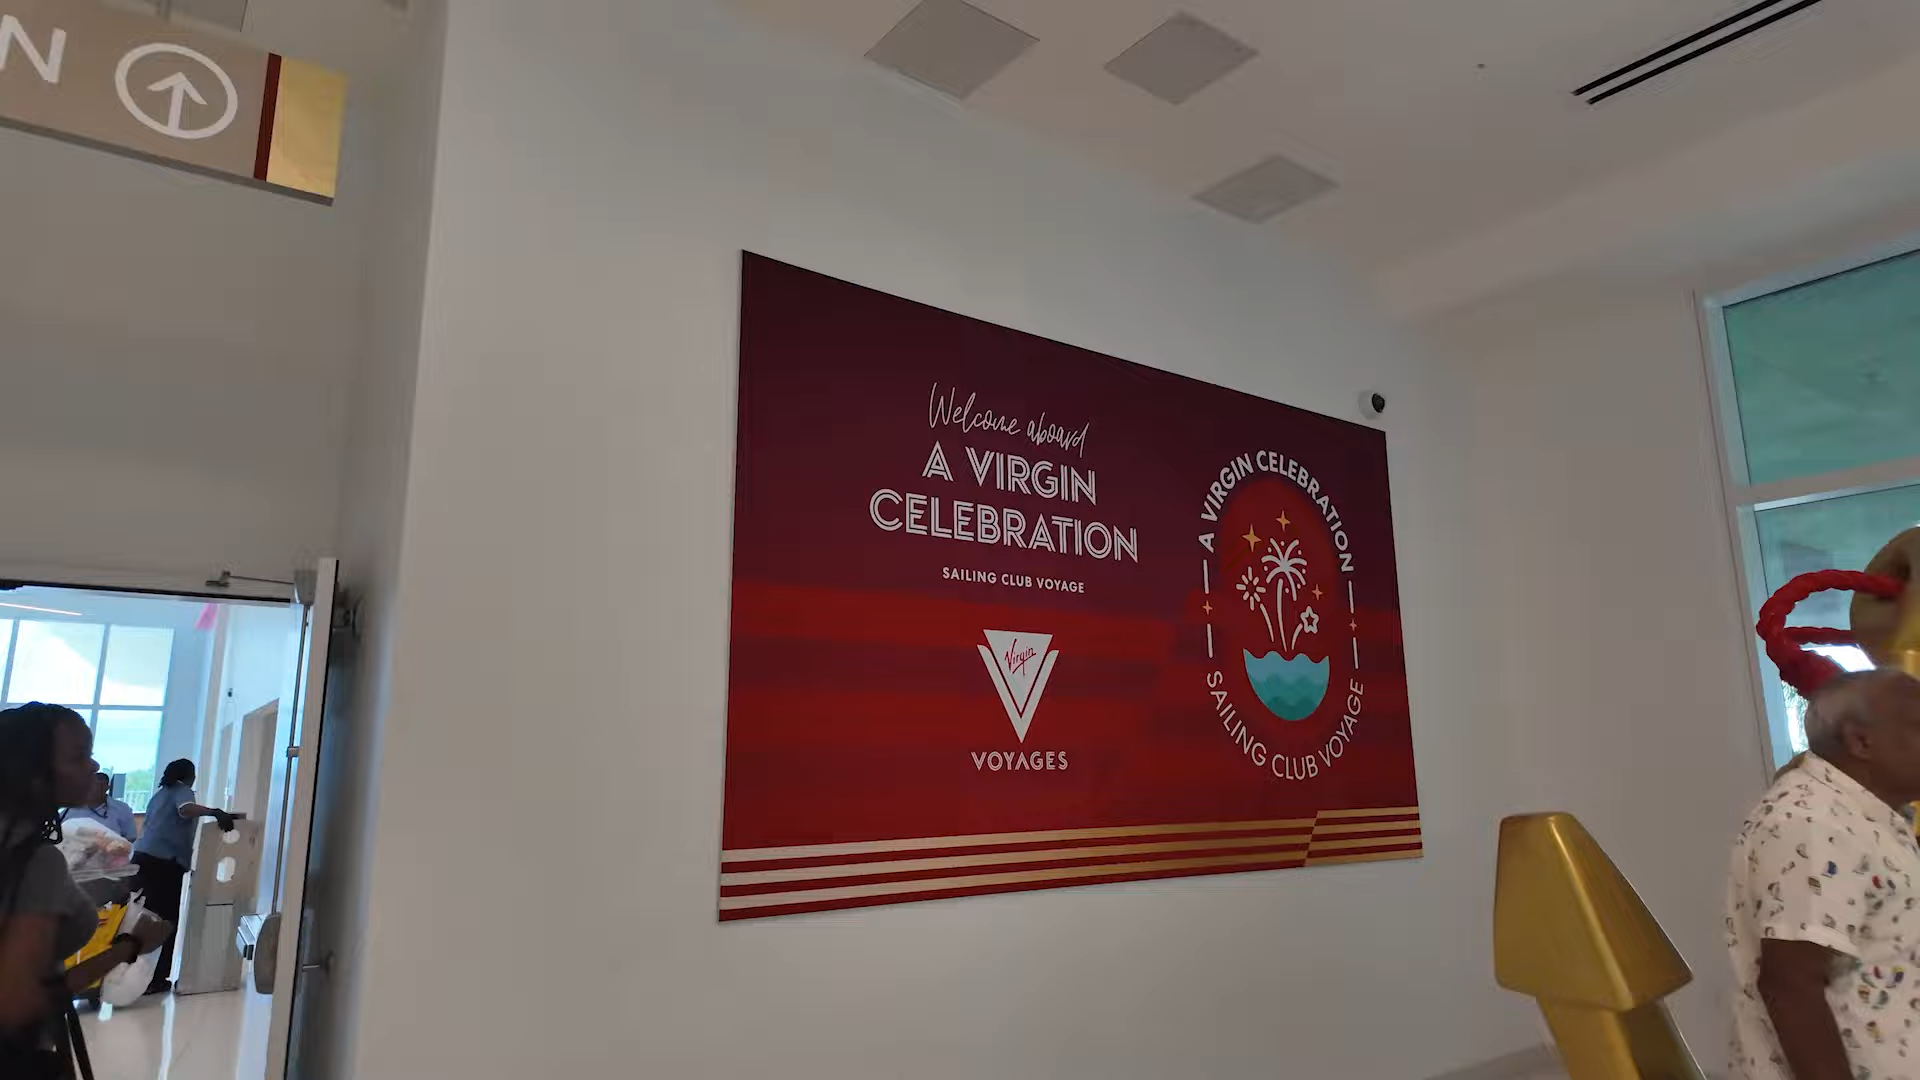 N
Welcome aboard
A VIRGIN
CELEBRATION
SAILING CLUB VOYAGE
Virgin
VOYAGES
A VIRGIN CELEBRATION
SAILING CLUB VOYAGE